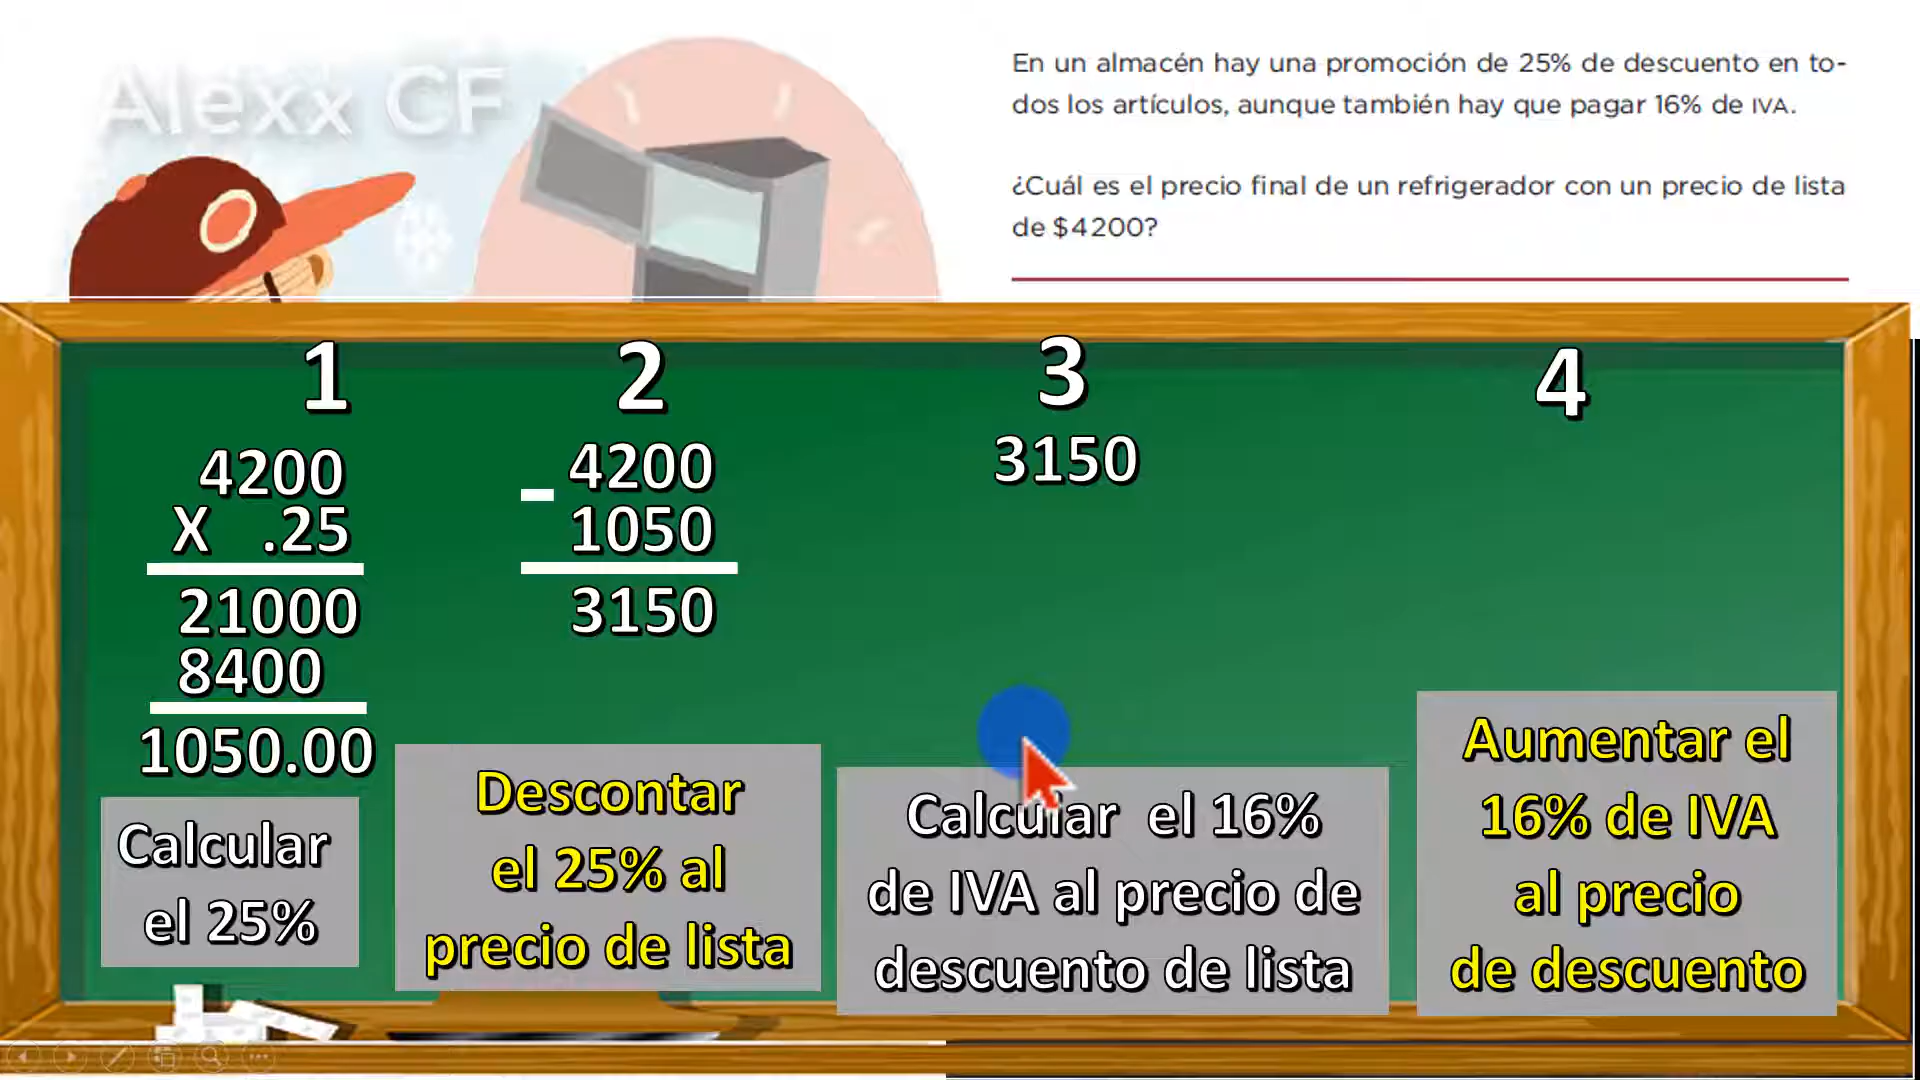 Alexx CF
En un almacén hay una promoción de 25% de descuento en to-
dos los artículos, aunque también hay que pagar 16% de IVA.
¿Cuál es el precio final de un refrigerador con un precio de lista
de $4200?
1
4200
X .25
21000
8400
1050.00
Calcular
el 25%
2
- 4200
1050
3150
Descontar
el 25% al
precio de lista
3
3150
Calcular el 16%
de IVA al precio de
descuento de lista
4
Aumentar el
16% de IVA
al precio
de descuento